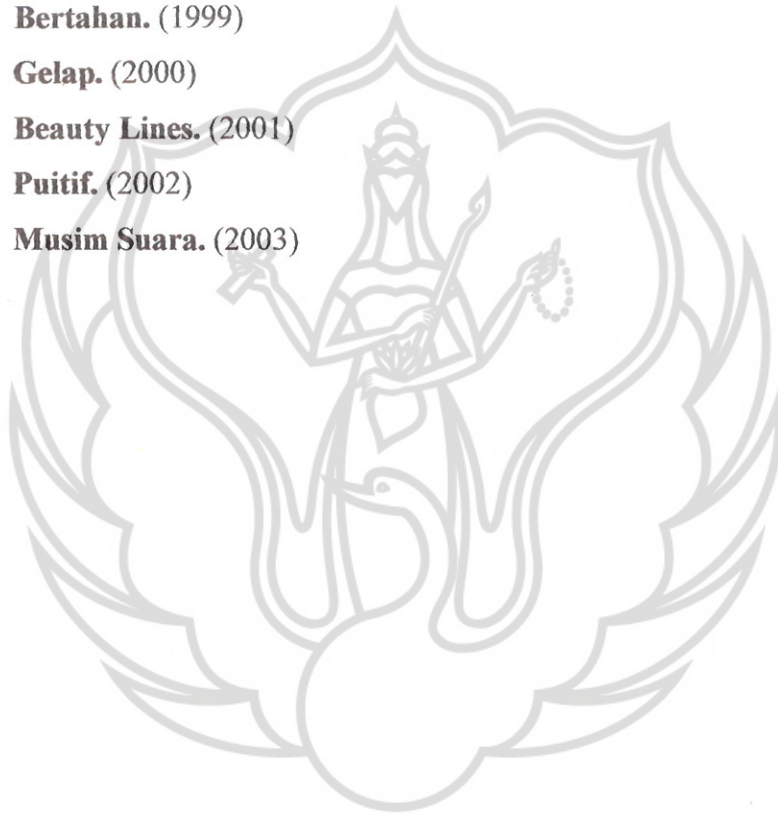 Bertahan. (1999)
Gelap. (2000)
Beauty Lines. (2001)
Puitif. (2002)
Musim Suara. (2003)